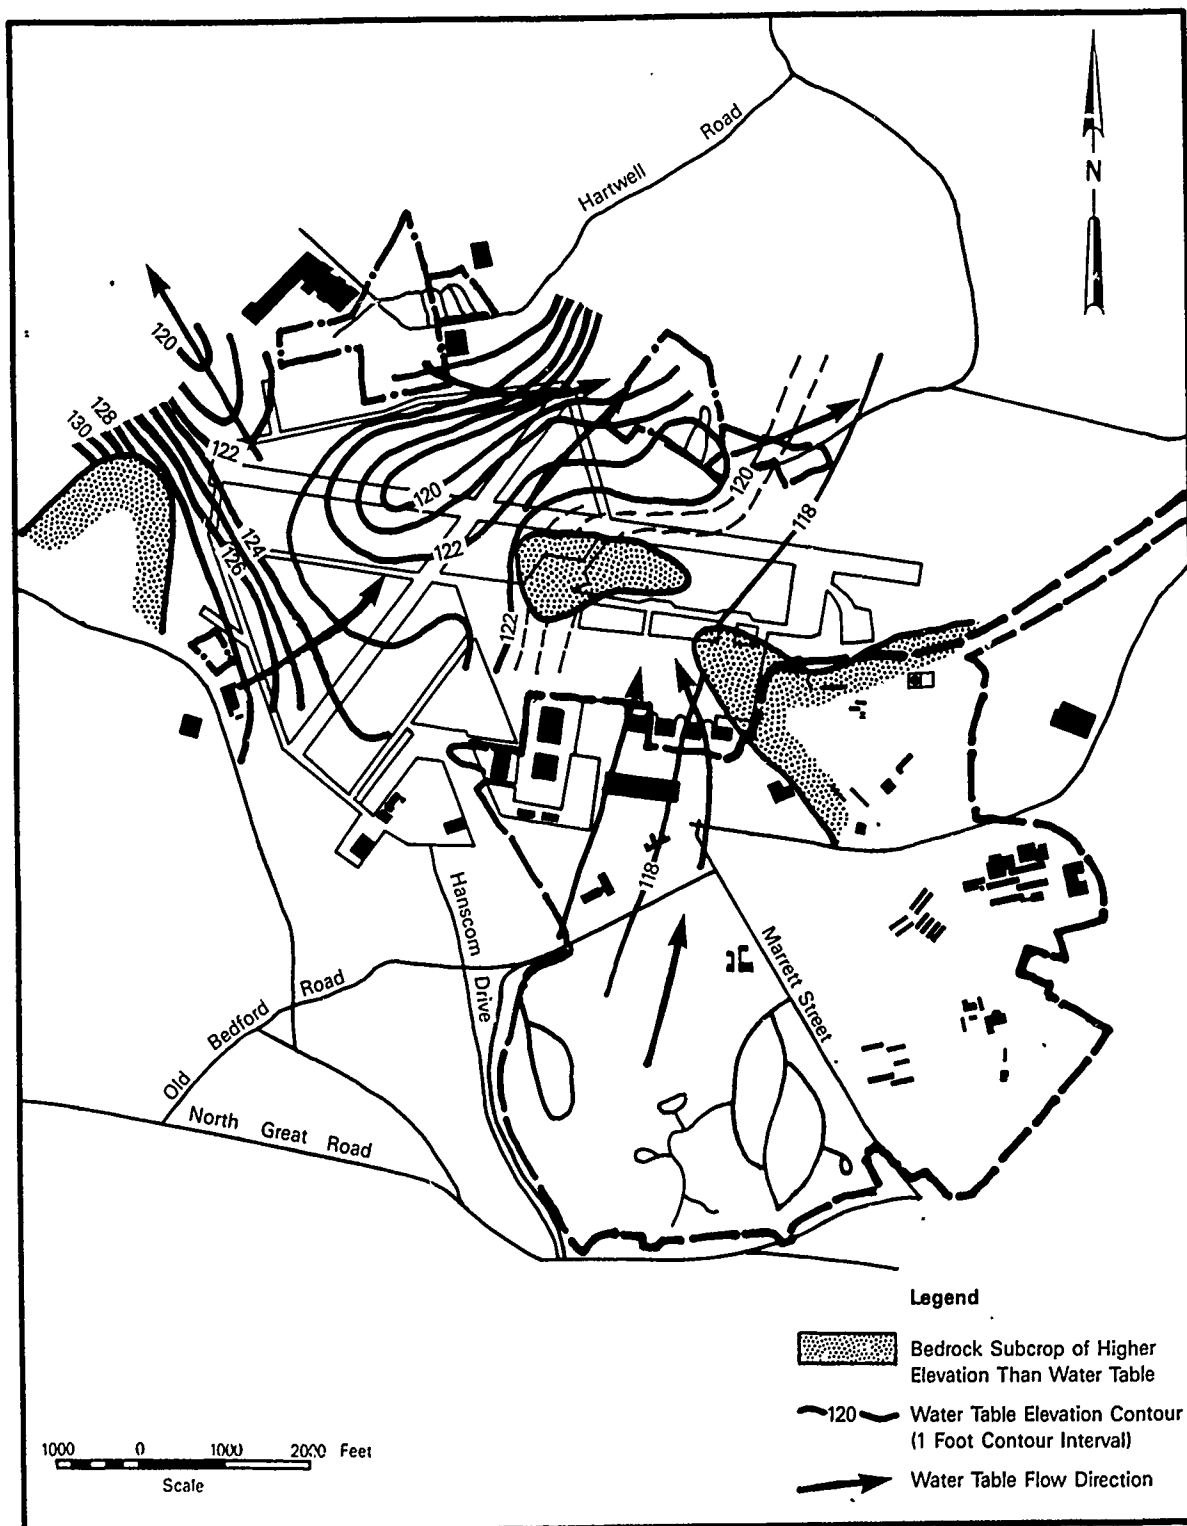 Hartwell Road
N
120
128
130
122
120
120
118
124
126
122
122
118
Hanscom Drive
Marrett Street
Old Bedford Road
North Great Road
Legend
Bedrock Subcrop of Higher
Elevation Than Water Table
120 Water Table Elevation Contour
(1 Foot Contour Interval)
Water Table Flow Direction
1000 0 1000 2000 Feet
Scale